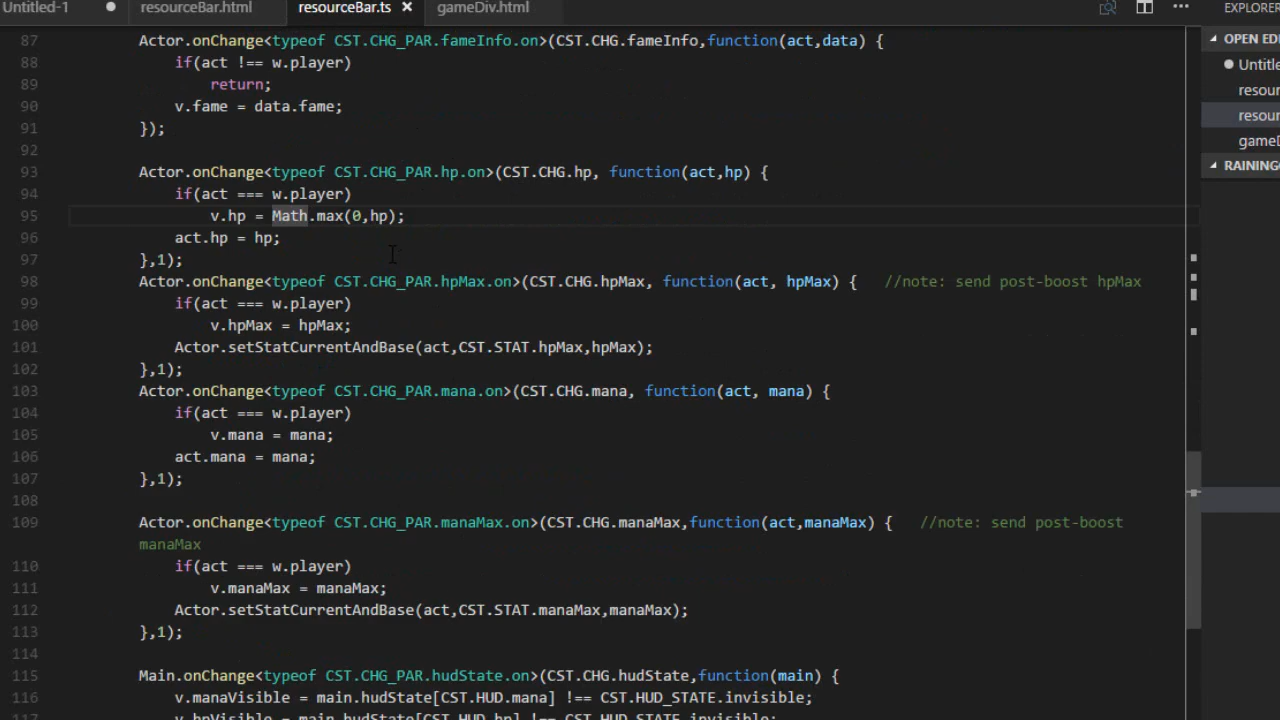 Untitled-1 resourceBar.html resourceBar.ts gameDiv.html EXPLORER
87 Actor.onChange<typeof CST.CHG_PAR.fameInfo.on>(CST.CHG.fameInfo,function(act,data) {
88 if(act !== w.player)
89 return;
90 v.fame = data.fame;
91 });
92
93 Actor.onChange<typeof CST.CHG_PAR.hp.on>(CST.CHG.hp, function(act,hp) {
94 if(act === w.player)
95 v.hp = Math.max(0,hp);
96 act.hp = hp;
97 },1);
98 Actor.onChange<typeof CST.CHG_PAR.hpMax.on>(CST.CHG.hpMax, function(act, hpMax) { //note: send post-boost hpMax
99 if(act === w.player)
100 v.hpMax = hpMax;
101 Actor.setStatCurrentAndBase(act,CST.STAT.hpMax,hpMax);
102 },1);
103 Actor.onChange<typeof CST.CHG_PAR.mana.on>(CST.CHG.mana, function(act, mana) {
104 if(act === w.player)
105 v.mana = mana;
106 act.mana = mana;
107 },1);
108
109 Actor.onChange<typeof CST.CHG_PAR.manaMax.on>(CST.CHG.manaMax,function(act,manaMax) { //note: send post-boost
manaMax
110 if(act === w.player)
111 v.manaMax = manaMax;
112 Actor.setStatCurrentAndBase(act,CST.STAT.manaMax,manaMax);
113 },1);
114
115 Main.onChange<typeof CST.CHG_PAR.hudState.on>(CST.CHG.hudState,function(main) {
116 v.manaVisible = main.hudState[CST.HUD.mana] !== CST.HUD_STATE.invisible;
117 v.hpVisible = main.hudState[CST.HUD.hp] !== CST.HUD_STATE.invisible;
OPEN EDI
Untitle
resour
resour
gameD
RAINING